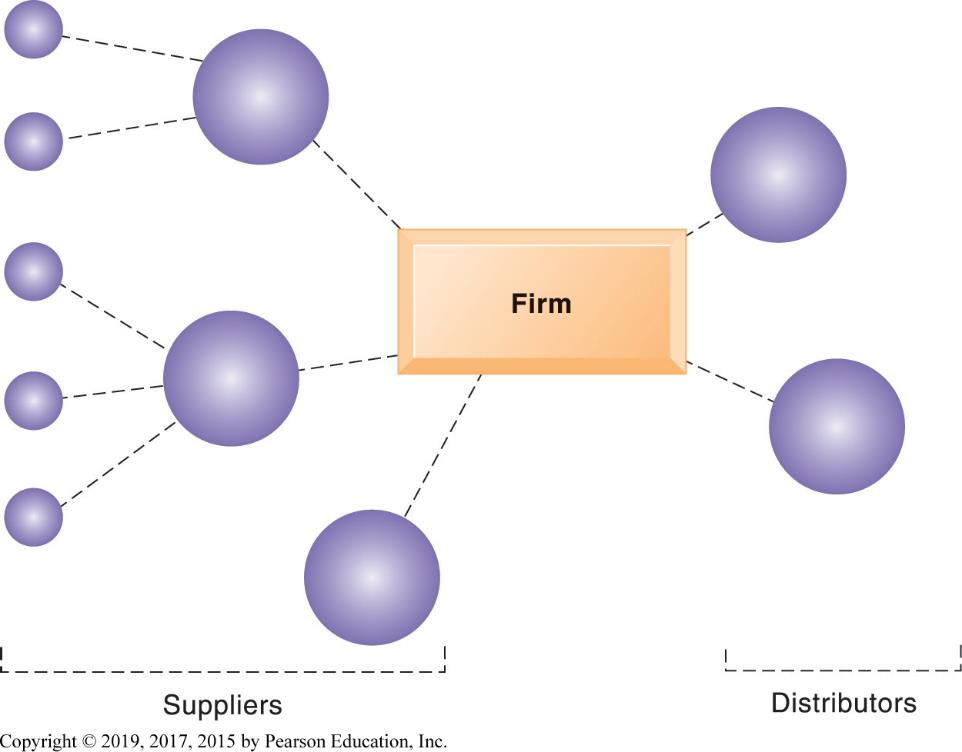 Firm
Suppliers
Distributors
Copyright © 2019, 2017, 2015 by Pearson Education, Inc.